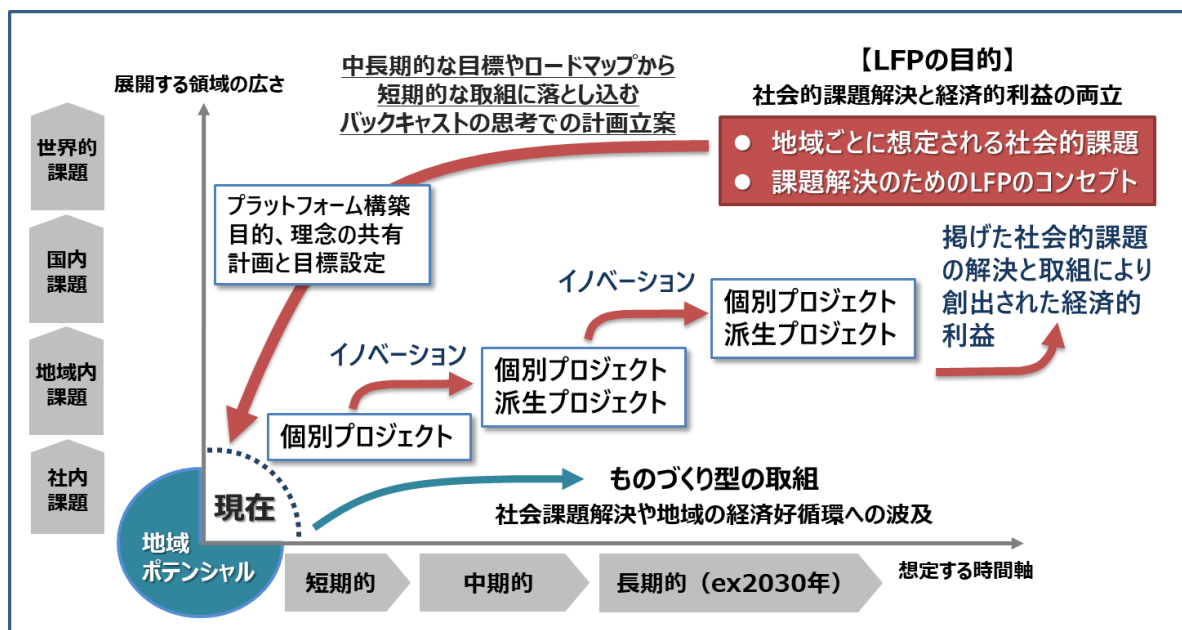 展開する領域の広さ
中長期的な目標やロードマップから
短期的な取組に落とし込む
バックキャストの思考での計画立案
【LFPの目的】
社会的課題解決と経済的利益の両立
● 地域ごとに想定される社会的課題
● 課題解決のためのLFPのコンセプト
世界的
課題
国内
課題
地域内
課題
社内
課題
プラットフォーム構築
目的、理念の共有
計画と目標設定
個別プロジェクト
イノベーション
個別プロジェクト
派生プロジェクト
イノベーション
個別プロジェクト
派生プロジェクト
掲げた社会的課題
の解決と取組により
創出された経済的
利益
現在
地域
ポテンシャル
ものづくり型の取組
社会課題解決や地域の経済好循環への波及
短期的
中期的
長期的（ex2030年）
想定する時間軸